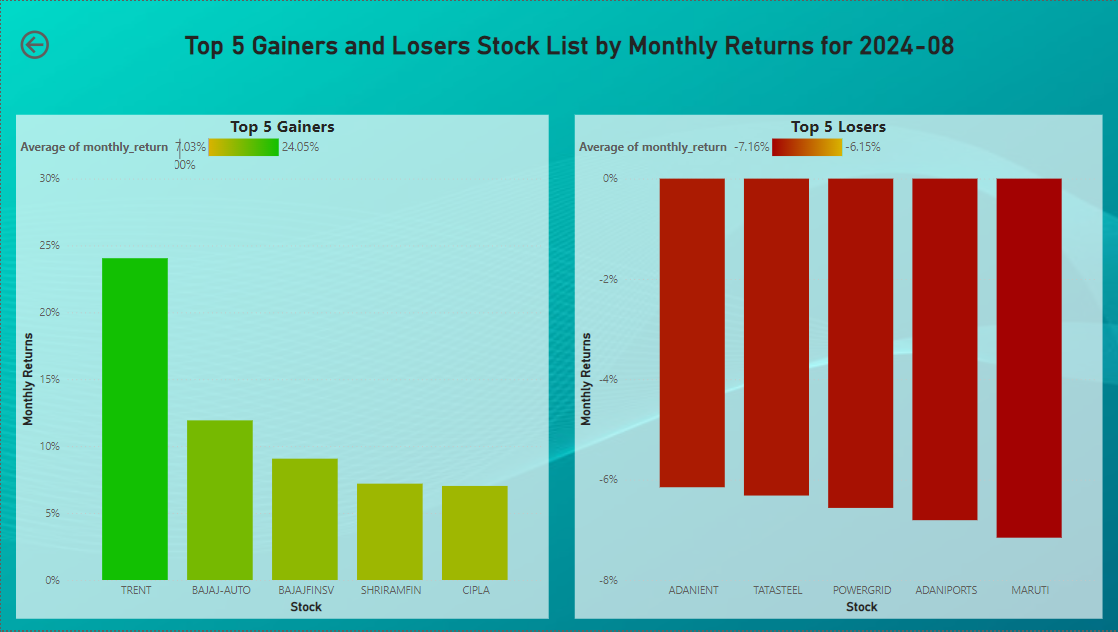 Top 5 Gainers and Losers Stock List by Monthly Returns for 2024-08
Top 5 Gainers
Average of monthly_return 7.03% 24.05%
00%
30%
25%
20%
15%
10%
5%
0%
Monthly Returns
TRENT BAJAJ-AUTO BAJAJFINSV SHRIRAMFIN CIPLA
Stock
Top 5 Losers
Average of monthly_return -7.16% -6.15%
0%
-2%
-4%
-6%
-8%
Monthly Returns
ADANIENT TATASTEEL POWERGRID ADANIPORTS MARUTI
Stock